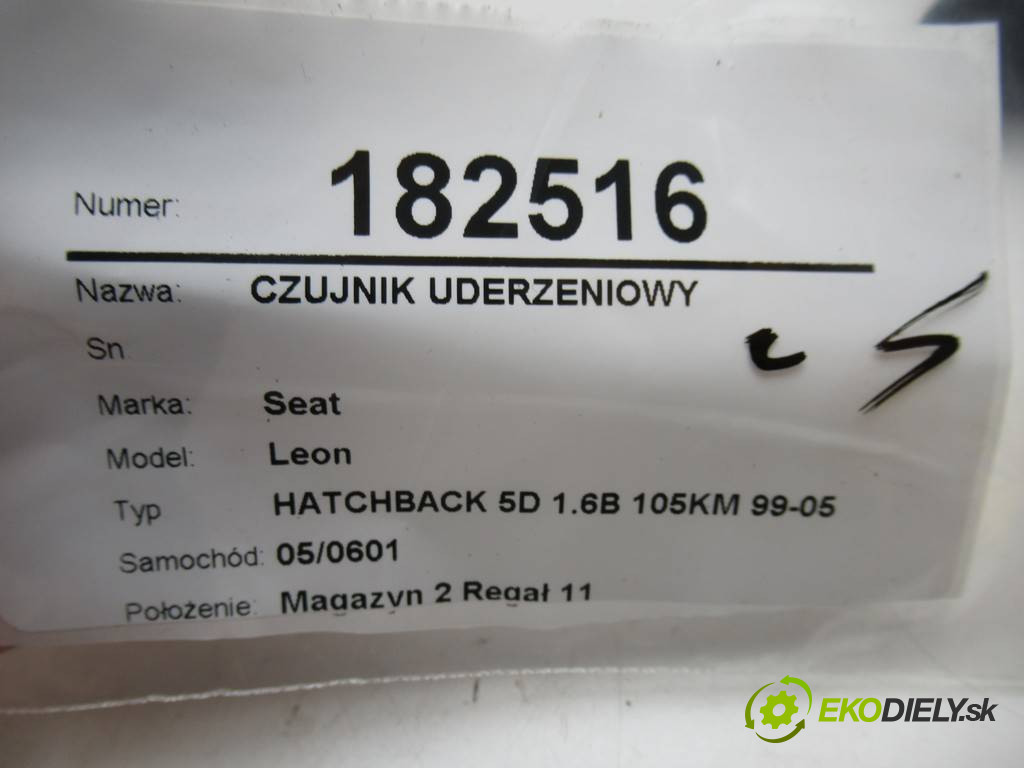 Numer: 182516
Nazwa: CZUJNIK UDERZENIOWY
Sn
Marka: Seat
Model: Leon
Typ HATCHBACK 5D 1.6B 105KM 99-05
Samochód: 05/0601
Położenie: Magazyn 2 Regał 11
EKODIELY.sk